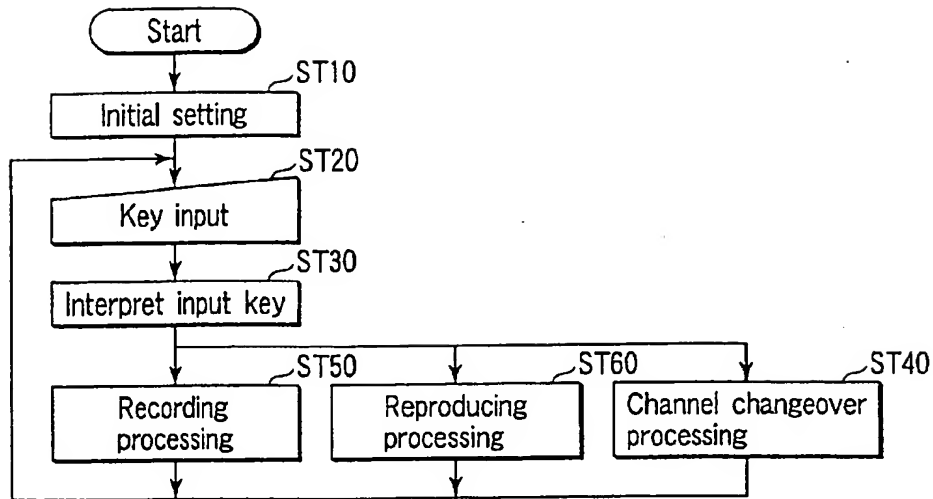 Start
ST10
Initial setting
ST20
Key input
ST30
Interpret input key
ST50
Recording
processing
ST60
Reproducing
processing
ST40
Channel changeover
processing